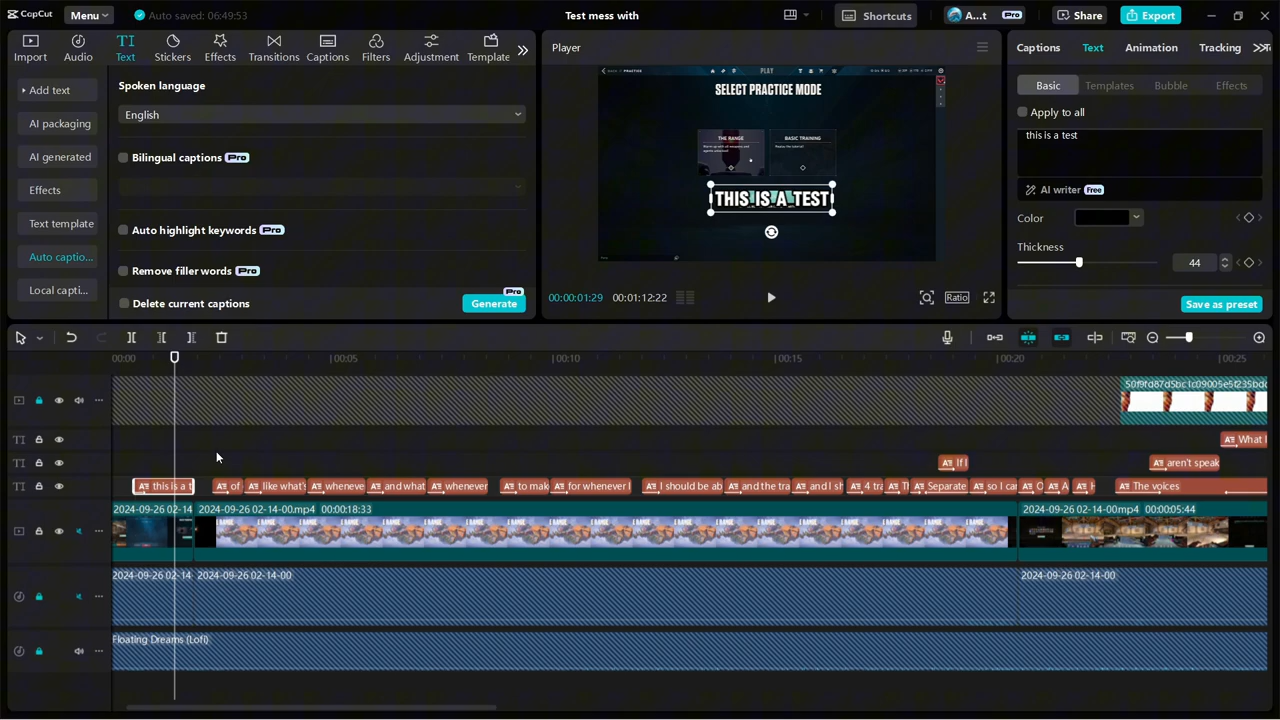 CapCut
Menu
Auto saved: 06:49:53
Test mess with
Shortcuts
A...t
Pro
Share
Export
Import
Audio
Text
Stickers
Effects
Transitions
Captions
Filters
Adjustment
Template
Add text
AI packaging
AI generated
Effects
Text template
Auto captio...
Local capti...
Spoken language
English
Bilingual captions Pro
Auto highlight keywords Pro
Remove filler words Pro
Delete current captions
Pro
Generate
Player
PLAY
SELECT PRACTICE MODE
THE RANGE
BASIC TRAINING
THIS IS A TEST
00:00:01:29
00:01:12:22
Ratio
Captions
Text
Animation
Tracking
Basic
Templates
Bubble
Effects
Apply to all
this is a test
AI writer Free
Color
Thickness
44
Save as preset
00:00
00:05
00:10
00:15
00:20
00:25
50f9fd87d5bc1c09005e5f235bdc
What I
If I
aren't speak
this is a t
of
like what's
wheneve
and what
whenever
to mak
for whenever I
I should be ab
and the tra
and I sh
4 tra
Th
Separate
so I car
The voices
2024-09-26 02-14
2024-09-26 02-14-00.mp4 00:00:18:33
2024-09-26 02-14-00.mp4 00:00:05:44
2024-09-26 02-14
2024-09-26 02-14-00
2024-09-26 02-14-00
Floating Dreams (Lofi)